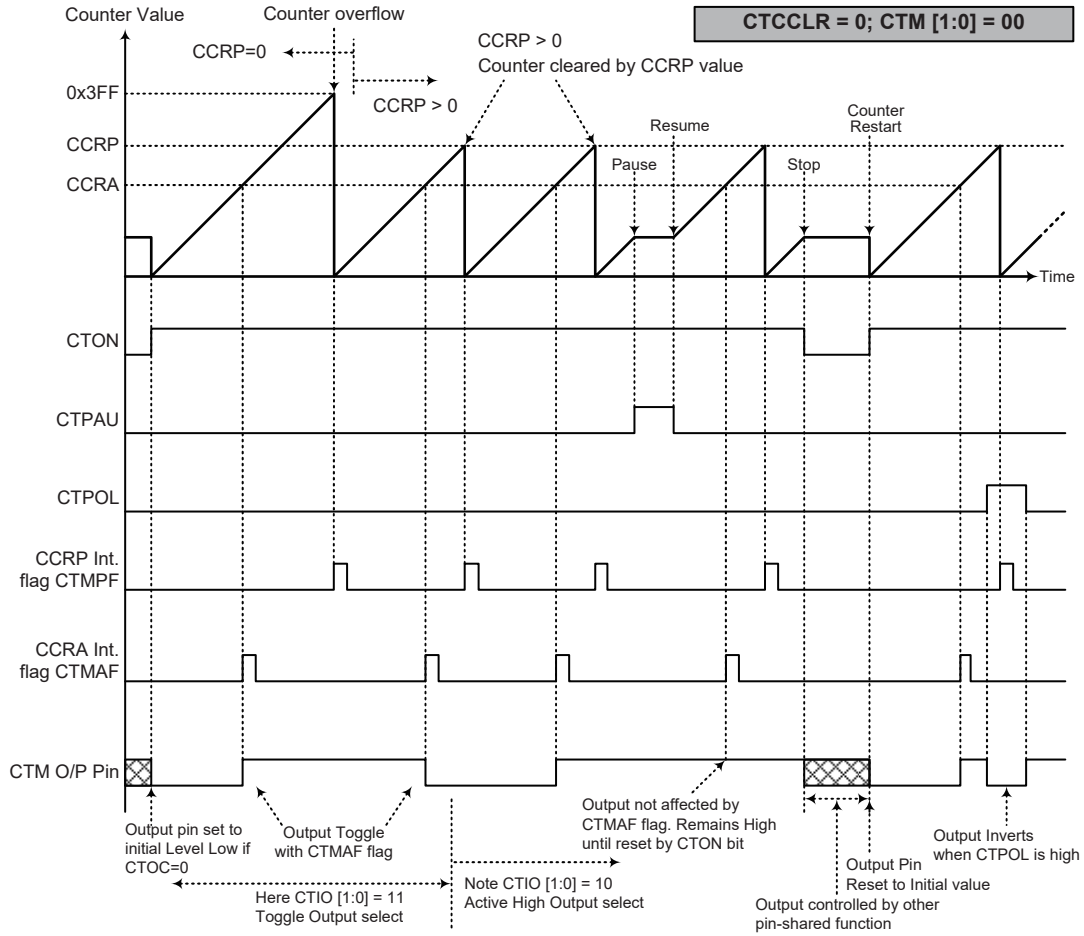 Counter Value
Counter overflow
CTCCLR = 0; CTM [1:0] = 00
CCRP=0
CCRP > 0
CCRP > 0
Counter cleared by CCRP value
0x3FF
CCRP
CCRA
Pause
Resume
Stop
Counter
Restart
Time
CTON
CTPAU
CTPOL
CCRP Int.
flag CTMPF
CCRA Int.
flag CTMAF
CTM O/P Pin
Output pin set to
initial Level Low if
CTOC=0
Output Toggle
with CTMAF flag
Output not affected by
CTMAF flag. Remains High
until reset by CTON bit
Output Inverts
when CTPOL is high
Output Pin
Reset to Initial value
Here CTIO [1:0] = 11
Toggle Output select
Note CTIO [1:0] = 10
Active High Output select
Output controlled by other
pin-shared function